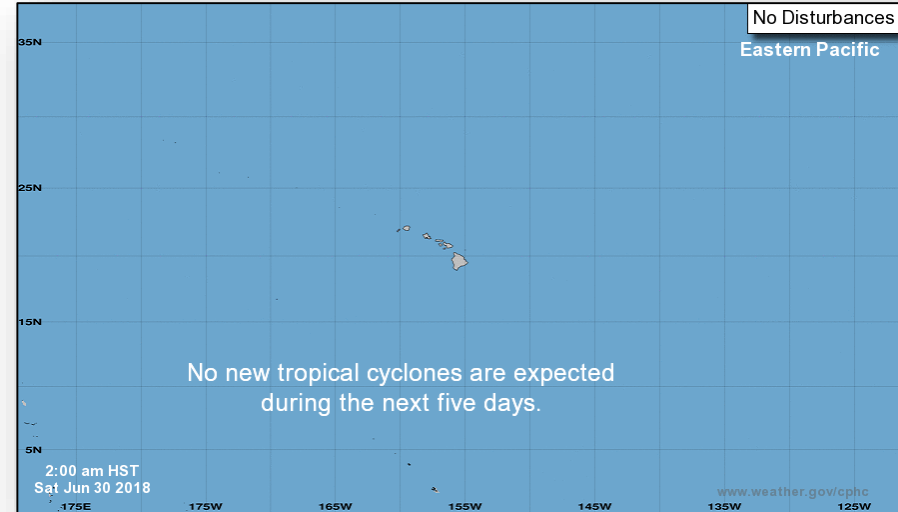 No Disturbances
Eastern Pacific
35N
25N
15N
No new tropical cyclones are expected
during the next five days.
5N
2:00 am HST
Sat Jun 30 2018
www.weather.gov/cphc
175E 175W 165W 155W 145W 135W 125W